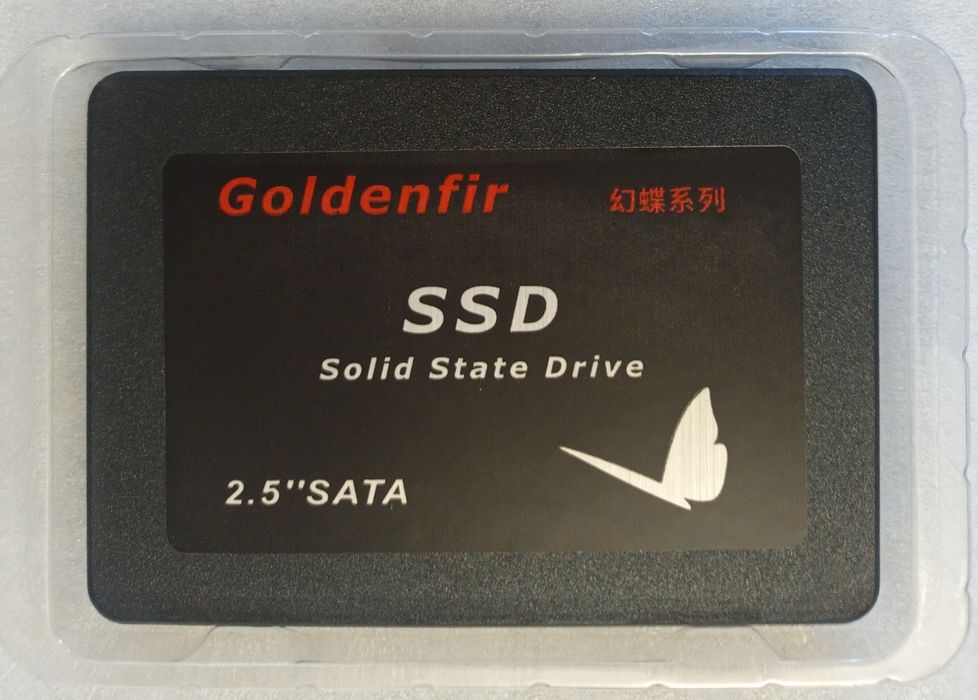 Goldenfir 幻蝶系列
SSD
Solid State Drive
2.5''SATA